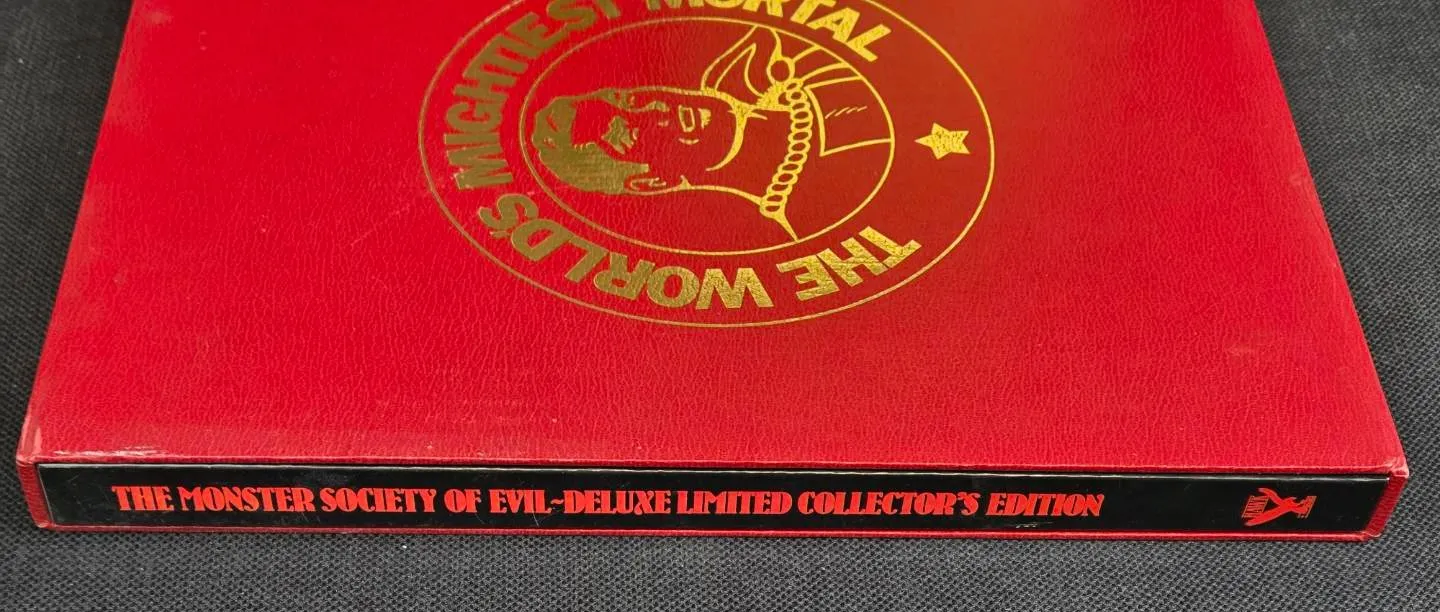 THE WORLD'S MIGHTIEST MORTAL
THE MONSTER SOCIETY OF EVIL~DELUXE LIMITED COLLECTOR'S EDITION